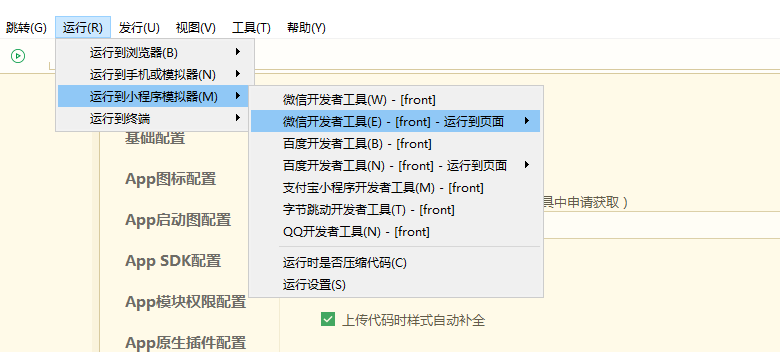 跳转(G) 运行(R) 发行(U) 视图(V) 工具(T) 帮助(Y)
运行到浏览器(B)
运行到手机或模拟器(N)
运行到小程序模拟器(M)
运行到终端
微信开发者工具(W) - [front]
微信开发者工具(E) - [front] - 运行到页面
百度开发者工具(B) - [front]
百度开发者工具(N) - [front] - 运行到页面
支付宝小程序开发者工具(M) - [front]
字节跳动开发者工具(T) - [front]
QQ开发者工具(N) - [front]
运行时是否压缩代码(C)
运行设置(S)
基础配置
App图标配置
App启动图配置
App SDK配置
App模块权限配置
App原生插件配置
具中申请获取）
上传代码时样式自动补全